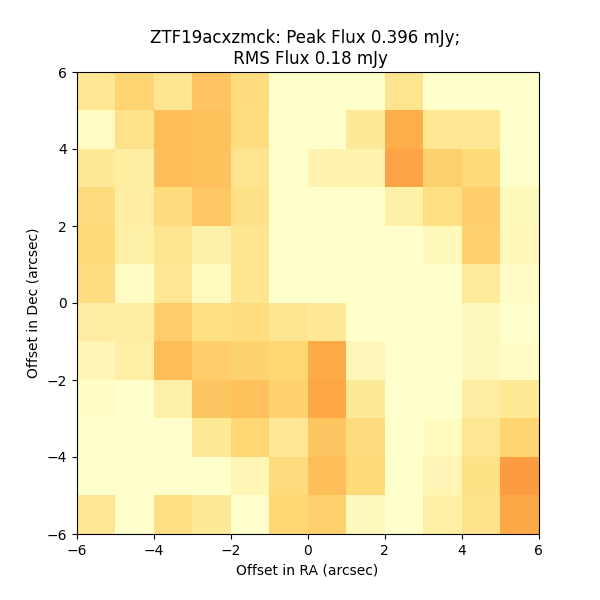 ZTF19acxzmck: Peak Flux 0.396 mJy;
RMS Flux 0.18 mJy
6
4
2
0
−2
−4
−6
Offset in Dec (arcsec)
−6 −4 −2 0 2 4 6
Offset in RA (arcsec)